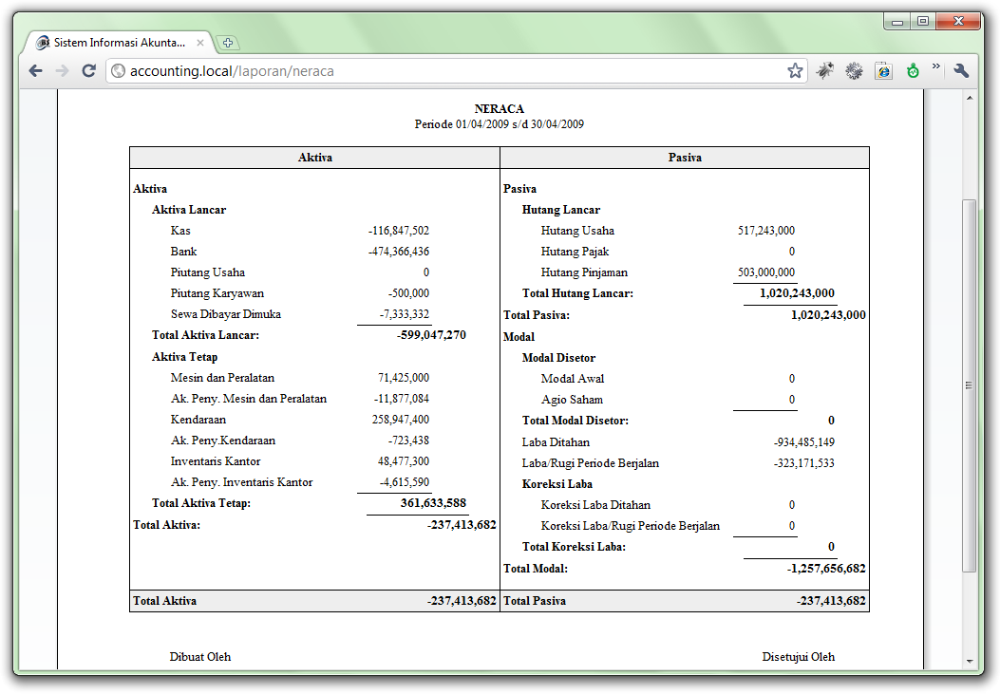 Sistem Informasi Akunta...
accounting.local/laporan/neraca
NERACA
Periode 01/04/2009 s/d 30/04/2009
Aktiva
Aktiva
Aktiva Lancar
Kas -116,847,502
Bank -474,366,436
Piutang Usaha 0
Piutang Karyawan -500,000
Sewa Dibayar Dimuka -7,333,332
Total Aktiva Lancar: -599,047,270
Aktiva Tetap
Mesin dan Peralatan 71,425,000
Ak. Peny. Mesin dan Peralatan -11,877,084
Kendaraan 258,947,400
Ak. Peny.Kendaraan -723,438
Inventaris Kantor 48,477,300
Ak. Peny. Inventaris Kantor -4,615,590
Total Aktiva Tetap: 361,633,588
Total Aktiva: -237,413,682
Total Aktiva -237,413,682
Pasiva
Pasiva
Hutang Lancar
Hutang Usaha 517,243,000
Hutang Pajak 0
Hutang Pinjaman 503,000,000
Total Hutang Lancar: 1,020,243,000
Total Pasiva: 1,020,243,000
Modal
Modal Disetor
Modal Awal 0
Agio Saham 0
Total Modal Disetor: 0
Laba Ditahan -934,485,149
Laba/Rugi Periode Berjalan -323,171,533
Koreksi Laba
Koreksi Laba Ditahan 0
Koreksi Laba/Rugi Periode Berjalan 0
Total Koreksi Laba: 0
Total Modal: -1,257,656,682
Total Pasiva -237,413,682
Dibuat Oleh
Disetujui Oleh